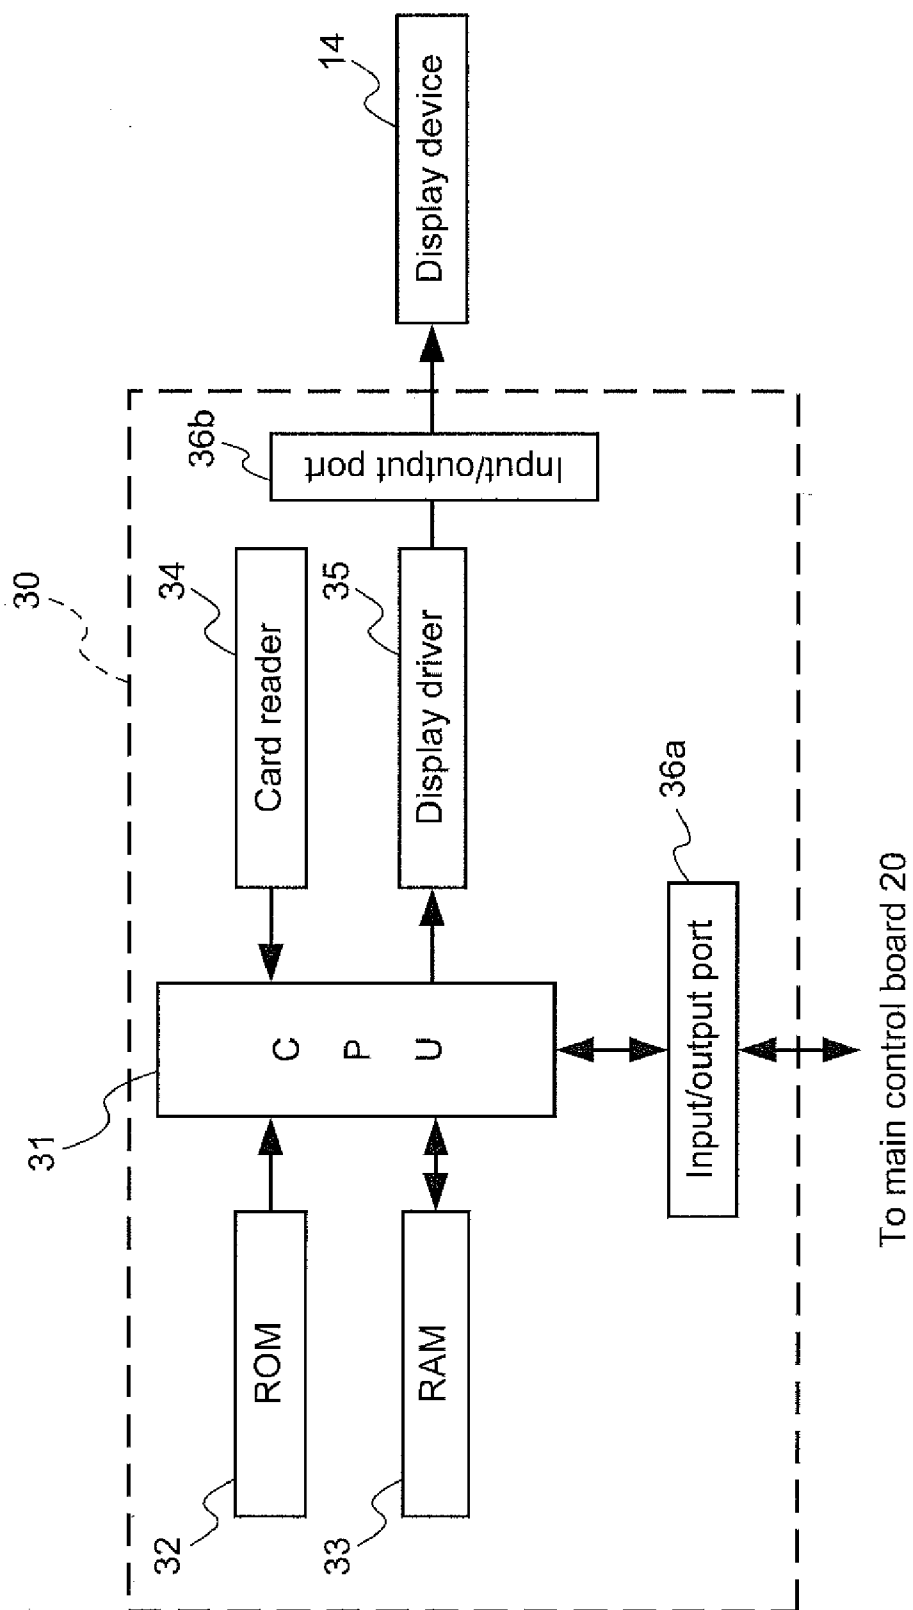 30
31
32
ROM
33
RAM
C P U
34
Card reader
35
Display driver
36b
Input/output port
14
Display device
36a
Input/output port
To main control board 20